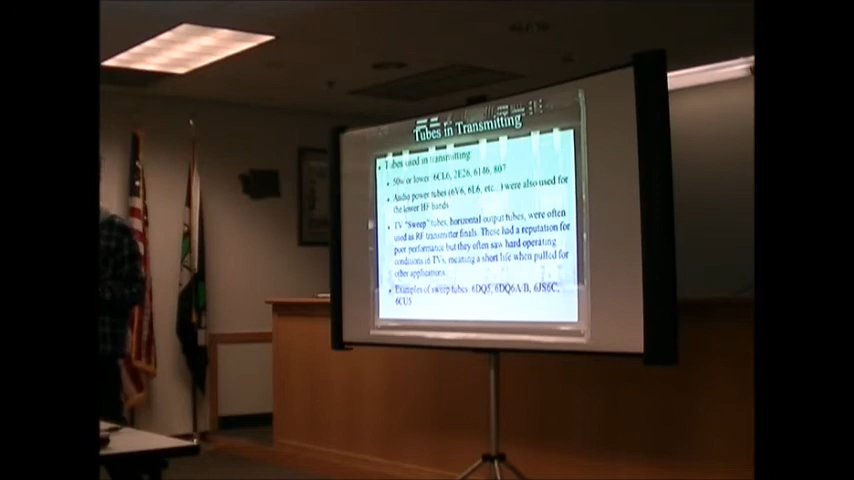 Tubes in Transmitting
• Tubes used in transmitting
• 50w or lower: 6CL6, 2E26, 6146, 807
• Audio power tubes (6V6, 6L6, etc...) were also used for
the lower HF bands
• TV "Sweep" tubes, horizontal output tubes, were often
used as RF transmitter finals. These had a reputation for
poor performance but they often saw hard operating
conditions in TVs, meaning a short life when pulled for
other applications.
• Examples of sweep tubes: 6DQ5, 6DQ6A/B, 6JS6C,
6CU5